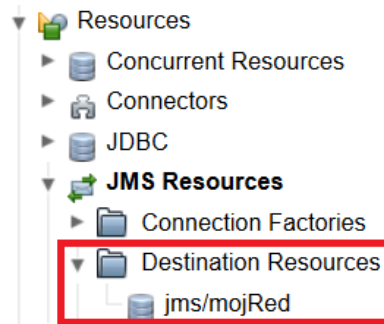 Resources
Concurrent Resources
Connectors
JDBC
JMS Resources
Connection Factories
Destination Resources
jms/mojRed